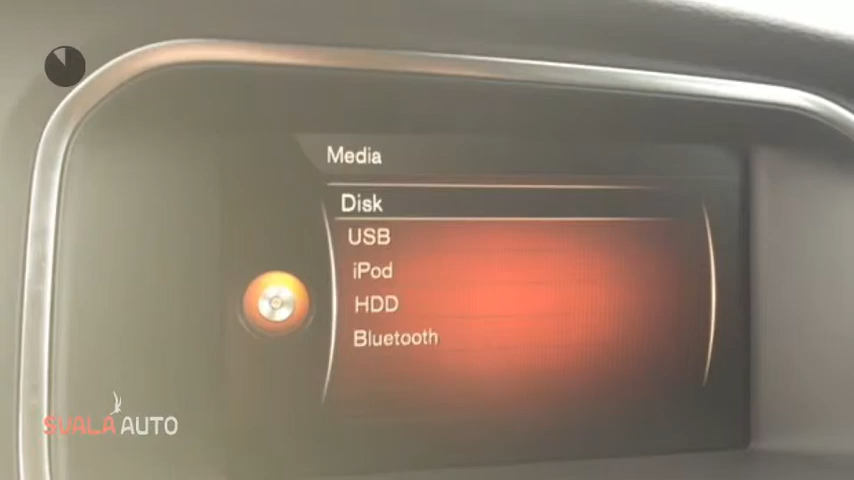 Media
Disk
USB
iPod
HDD
Bluetooth
SUALA AUTO